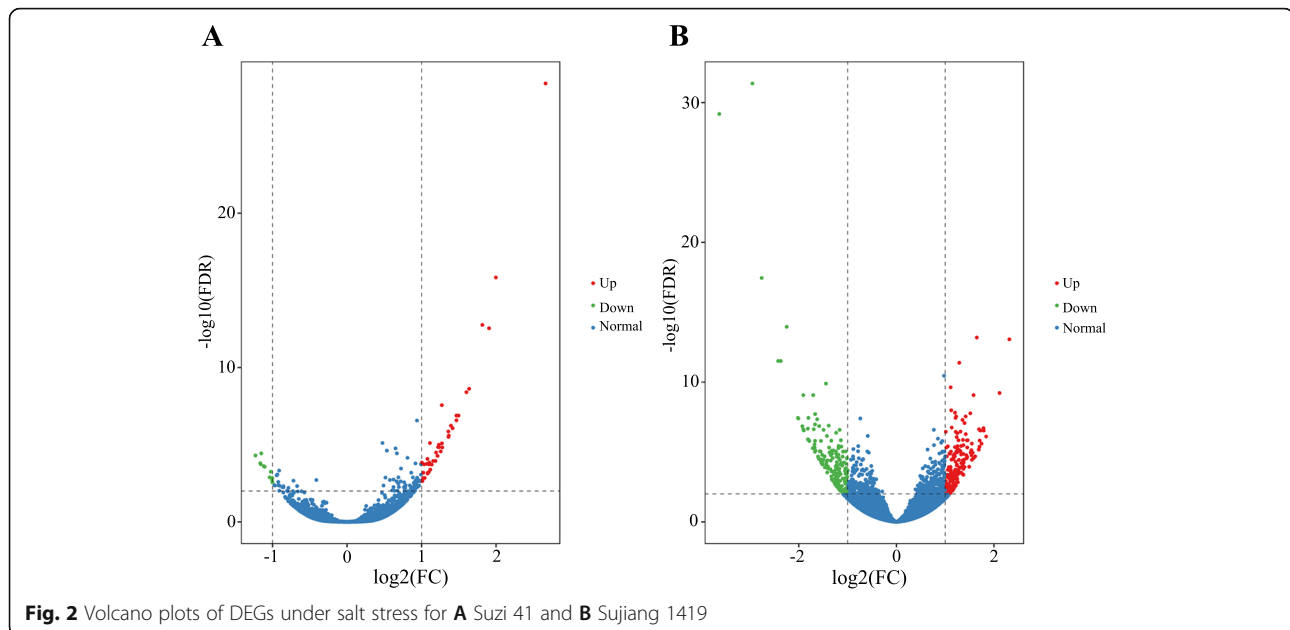 A
B
-log10(FDR)
20
10
0
-1
0
1
2
log2(FC)
Up
Down
Normal
-log10(FDR)
30
20
10
0
-2
0
2
log2(FC)
Up
Down
Normal
Fig. 2 Volcano plots of DEGs under salt stress for A Suzi 41 and B Sujiang 1419